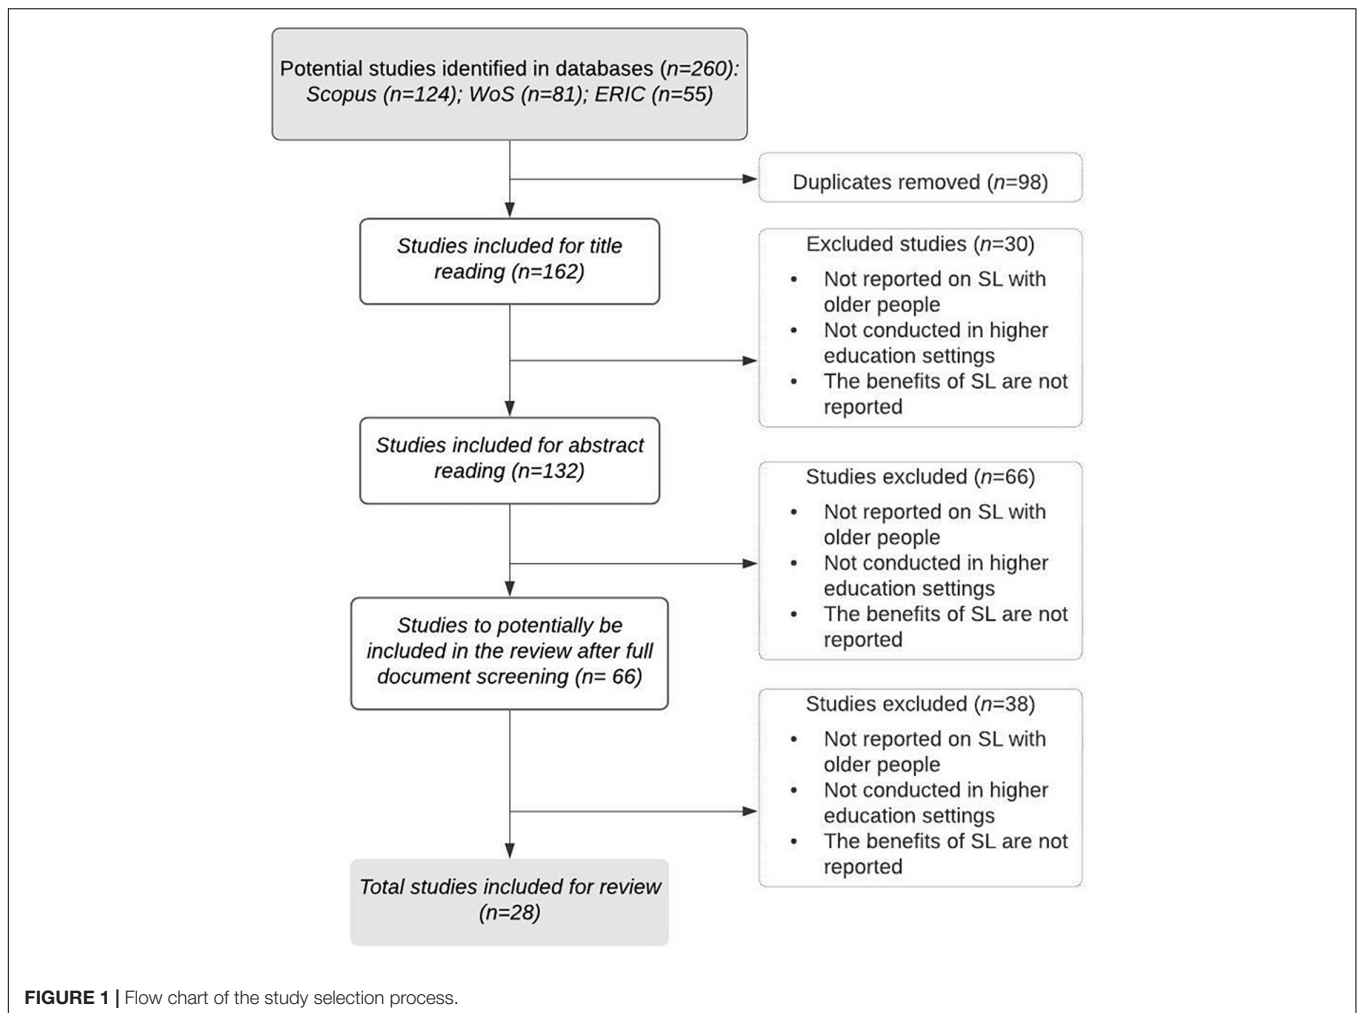 Potential studies identified in databases (n=260):
Scopus (n=124); WoS (n=81); ERIC (n=55)
Duplicates removed (n=98)
Studies included for title
reading (n=162)
Excluded studies (n=30)
• Not reported on SL with
older people
• Not conducted in higher
education settings
• The benefits of SL are not
reported
Studies included for abstract
reading (n=132)
Studies excluded (n=66)
• Not reported on SL with
older people
• Not conducted in higher
education settings
• The benefits of SL are not
reported
Studies to potentially be
included in the review after full
document screening (n= 66)
Studies excluded (n=38)
• Not reported on SL with
older people
• Not conducted in higher
education settings
• The benefits of SL are not
reported
Total studies included for review
(n=28)
FIGURE 1 | Flow chart of the study selection process.